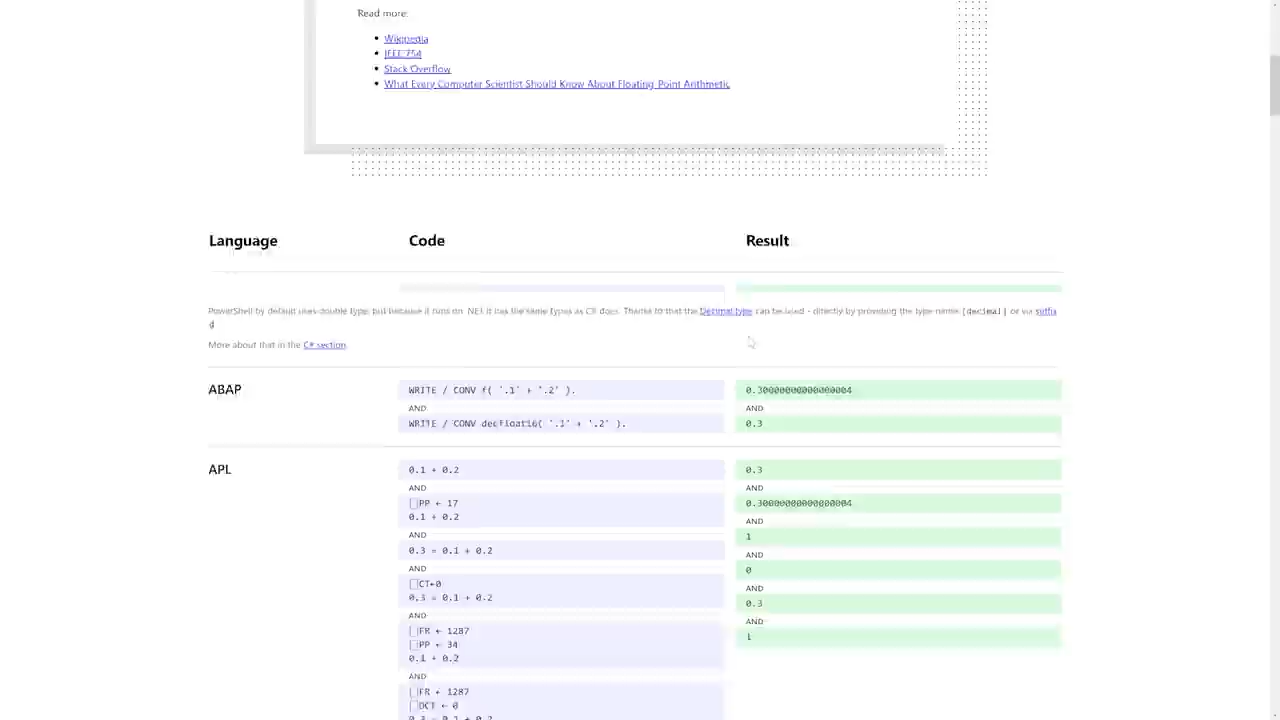 Read more:
Wikipedia
IEEE 754
Stack Overflow
What Every Computer Scientist Should Know About Floating-Point Arithmetic
Language Code Result
PowerShell by default uses double type, but because it runs on .NET it has the same types as C# does. Thanks to that the Decimal type can be used - directly by providing the type name [decimal] or via suffix
d
More about that in the C# section.
ABAP WRITE / CONV f( '.1' + '.2' ). 0.30000000000000004
AND AND
WRITE / CONV decfloat16( '.1' + '.2' ). 0.3
APL 0.1 + 0.2 0.3
AND AND
⎕PP ← 17 0.30000000000000004
0.1 + 0.2
AND
AND 1
0.3 = 0.1 + 0.2
AND
AND 0
⎕CT←0
0.3 = 0.1 + 0.2
AND
0.3
AND
AND
⎕FR ← 1287 1
⎕PP ← 34
0.1 + 0.2
AND
⎕FR ← 1287
⎕DCT ← 0
0.3 = 0.1 + 0.2